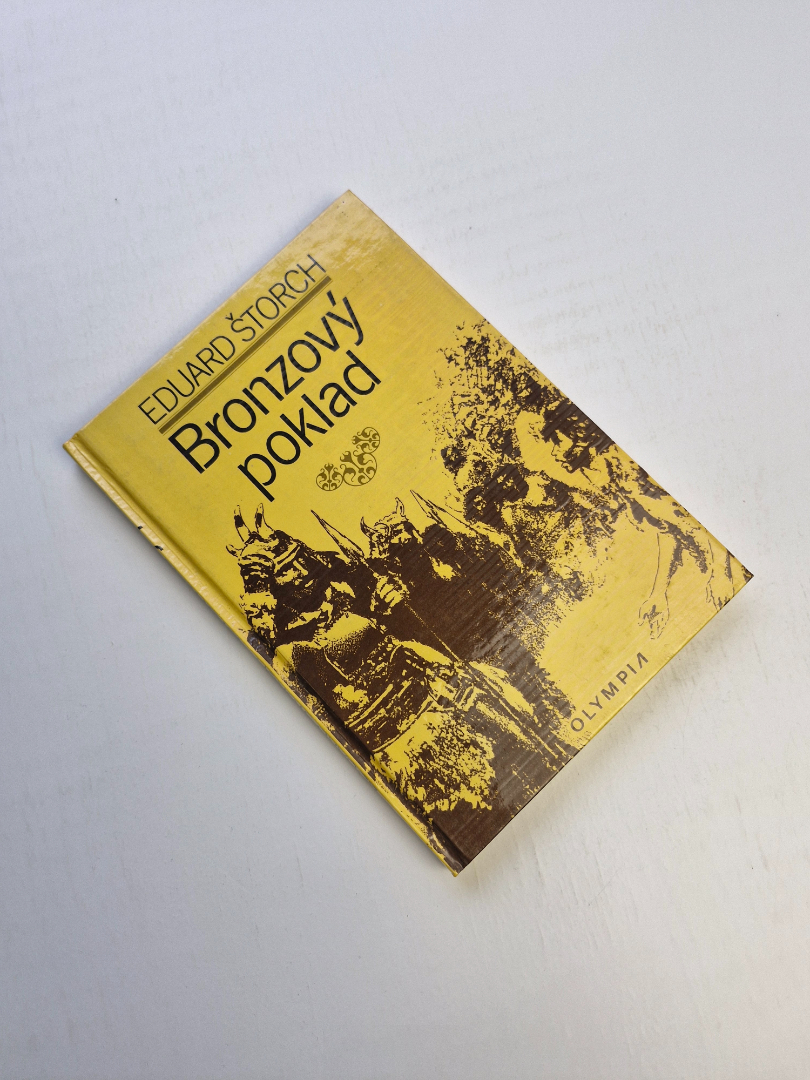 EDUARD ŠTORCH
Bronzový
poklad
OLYMPIA